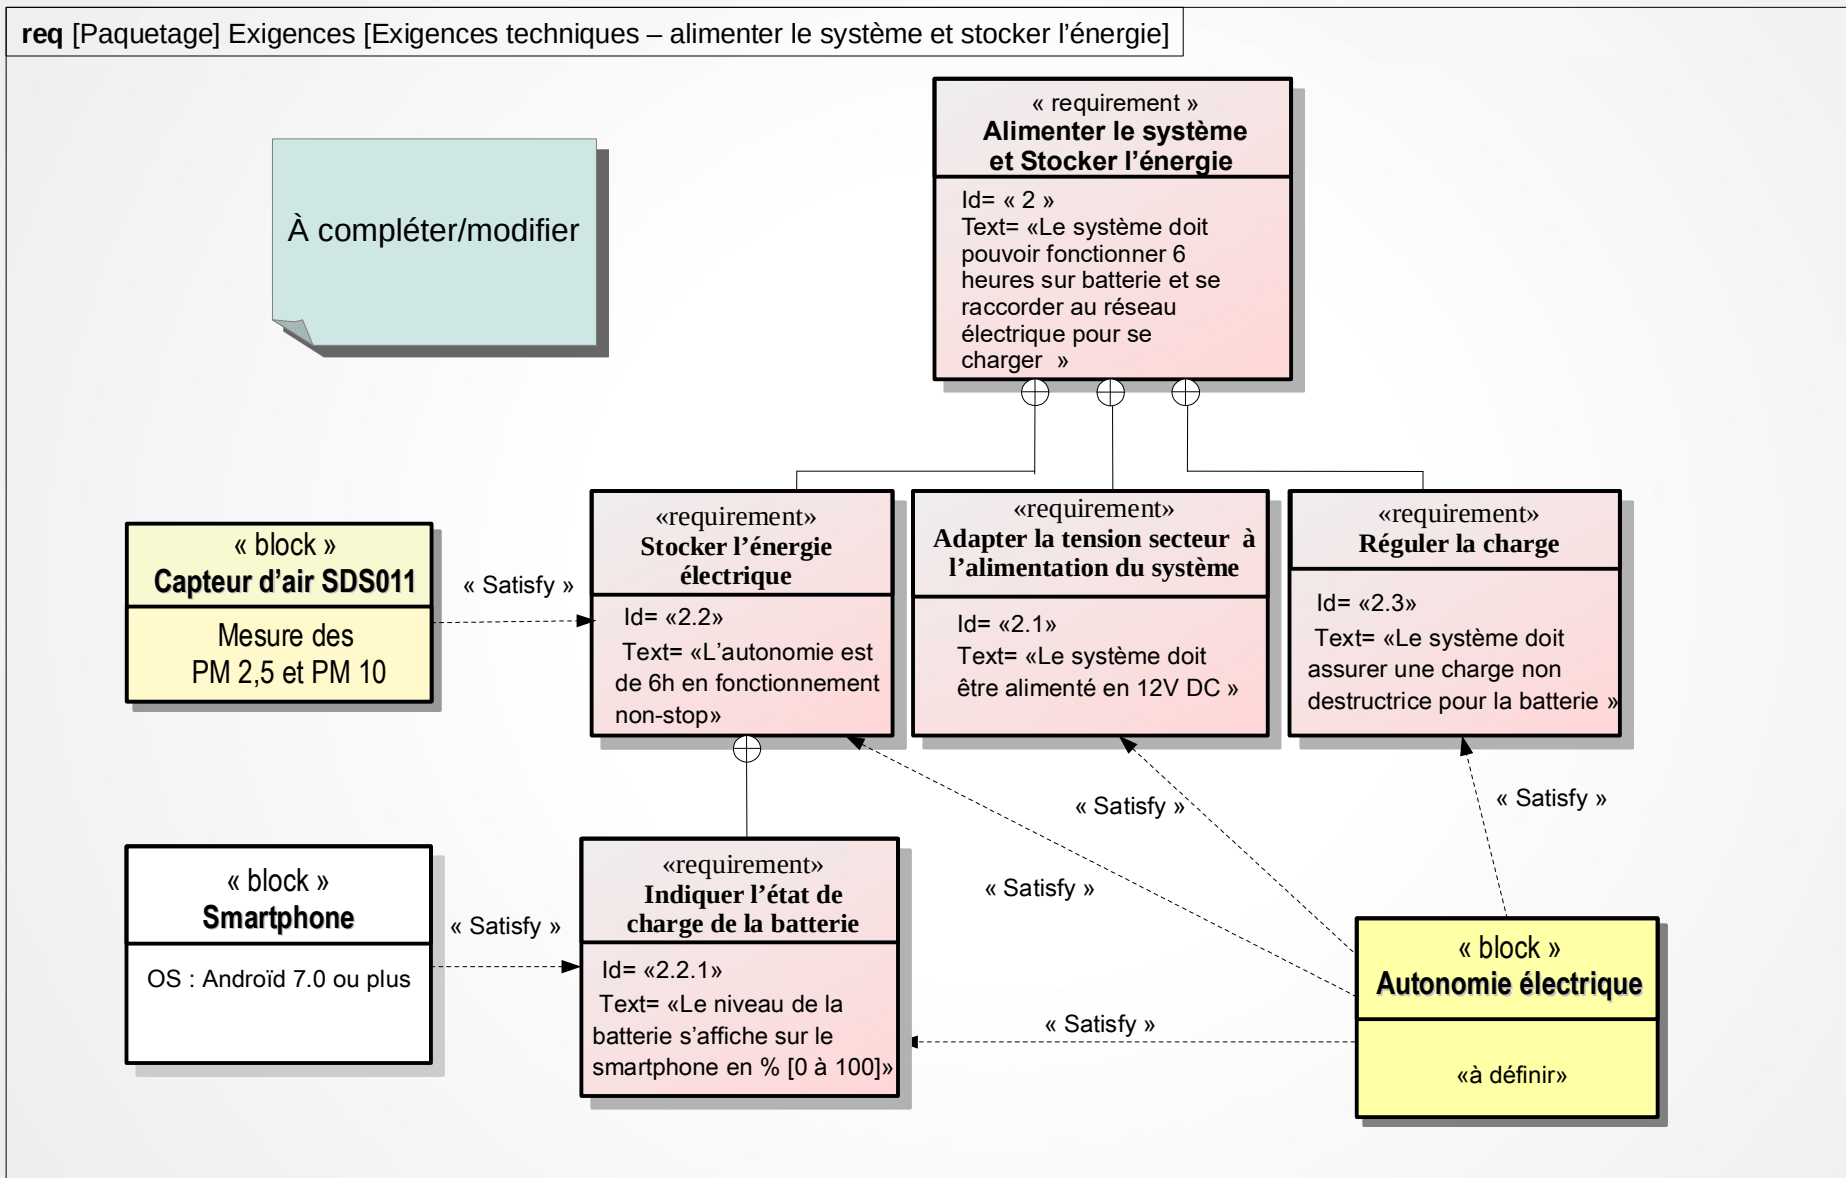 req [Paquetage] Exigences [Exigences techniques – alimenter le système et stocker l’énergie]
À compléter/modifier
« requirement »
Alimenter le système
et Stocker l’énergie
Id= « 2 »
Text= «Le système doit
pouvoir fonctionner 6
heures sur batterie et se
raccorder au réseau
électrique pour se
charger  »
« block »
Capteur d’air SDS011
Mesure des
PM 2,5 et PM 10
« Satisfy »
«requirement»
Stocker l’énergie
électrique
Id= «2.2»
Text= «L’autonomie est
de 6h en fonctionnement
non-stop»
«requirement»
Adapter la tension secteur  à
l’alimentation du système
Id= «2.1»
Text= «Le système doit
être alimenté en 12V DC »
«requirement»
Réguler la charge
Id= «2.3»
Text= «Le système doit
assurer une charge non
destructrice pour la batterie »
« Satisfy »
« Satisfy »
« Satisfy »
« block »
Smartphone
OS : Androïd 7.0 ou plus
« Satisfy »
«requirement»
Indiquer l’état de
charge de la batterie
Id= «2.2.1»
Text= «Le niveau de la
batterie s’affiche sur le
smartphone en % [0 à 100]»
« Satisfy »
« block »
Autonomie électrique
«à définir»